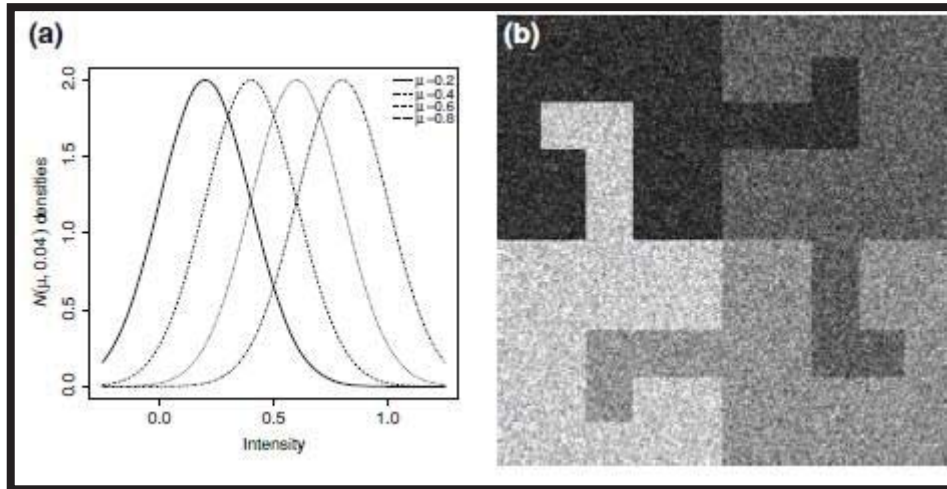 (a)
(b)
μ–0.2
μ–0.4
μ–0.6
μ–0.8
N(μ, 0.04) densities
2.0
1.5
1.0
0.5
0.0
0.0 0.5 1.0
Intensity